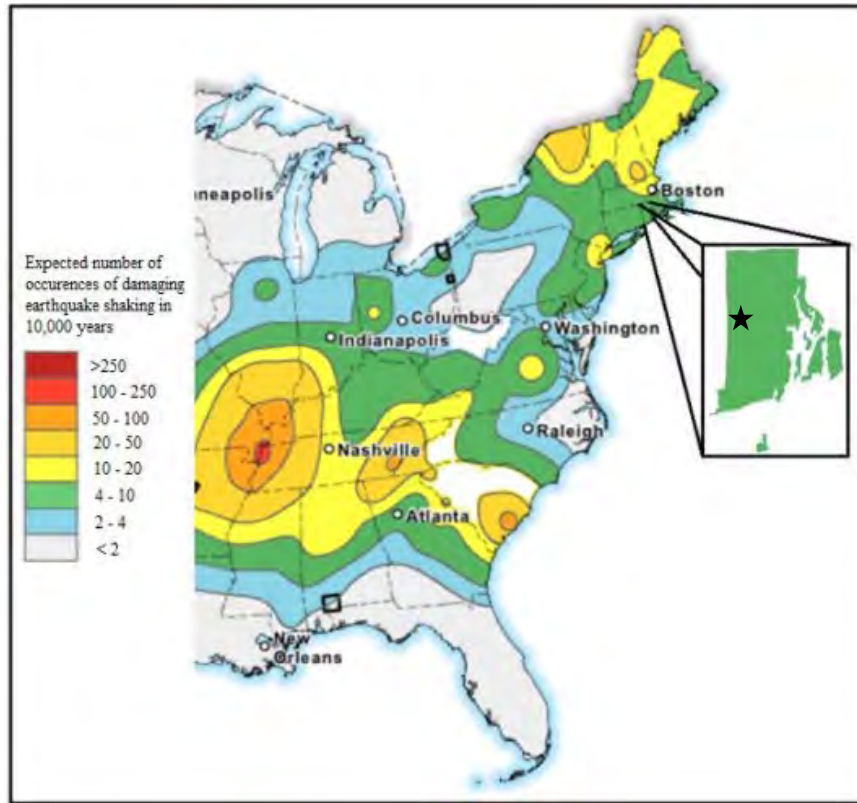 Boston
nneapolis
Expected number of
occurences of damaging
earthquake shaking in
10,000 years
Columbus
Washington
Indianapolis
>250
100 - 250
50 - 100
20 - 50
10 - 20
4 - 10
2 - 4
< 2
Raleigh
Nashville
Atlanta
New
Orleans